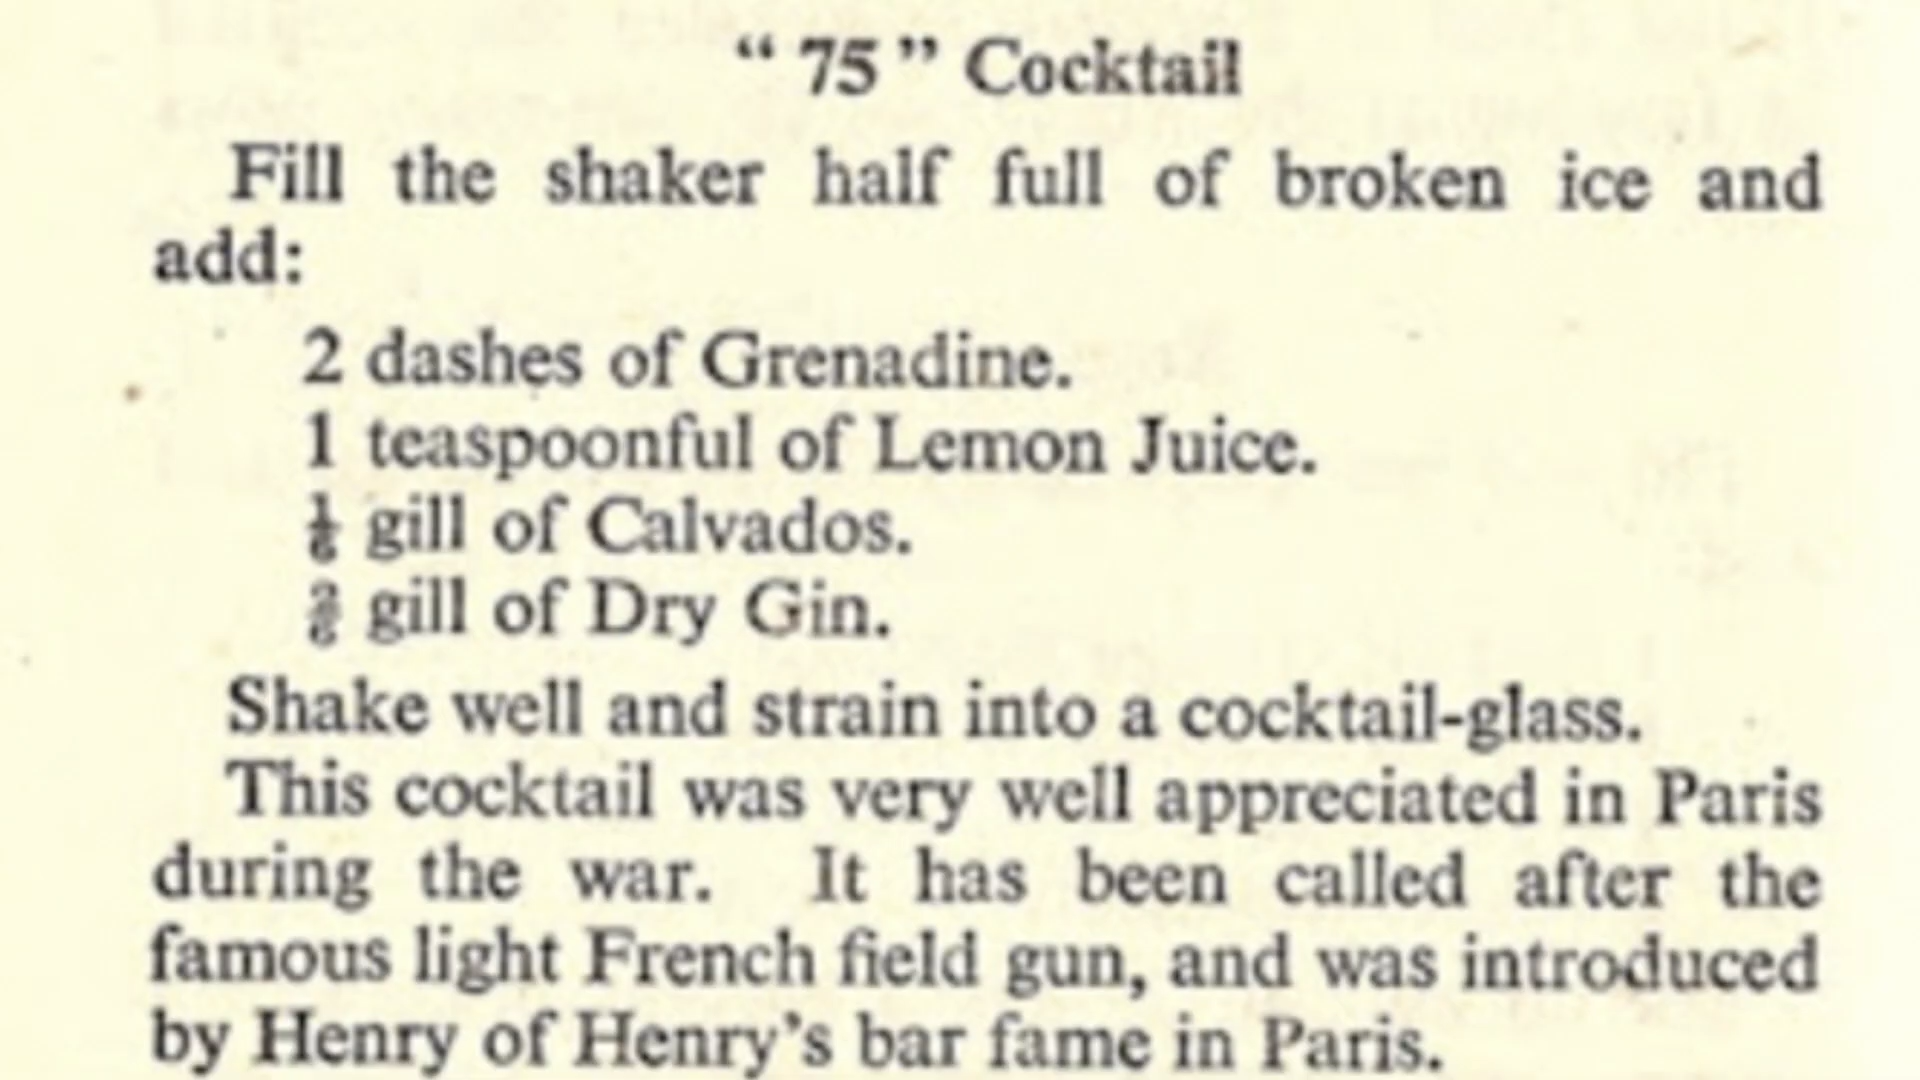 “ 75 ” Cocktail
Fill the shaker half full of broken ice and
add:
2 dashes of Grenadine.
1 teaspoonful of Lemon Juice.
⅙ gill of Calvados.
2/6 gill of Dry Gin.
Shake well and strain into a cocktail-glass.
This cocktail was very well appreciated in Paris
during the war. It has been called after the
famous light French field gun, and was introduced
by Henry of Henry’s bar fame in Paris.